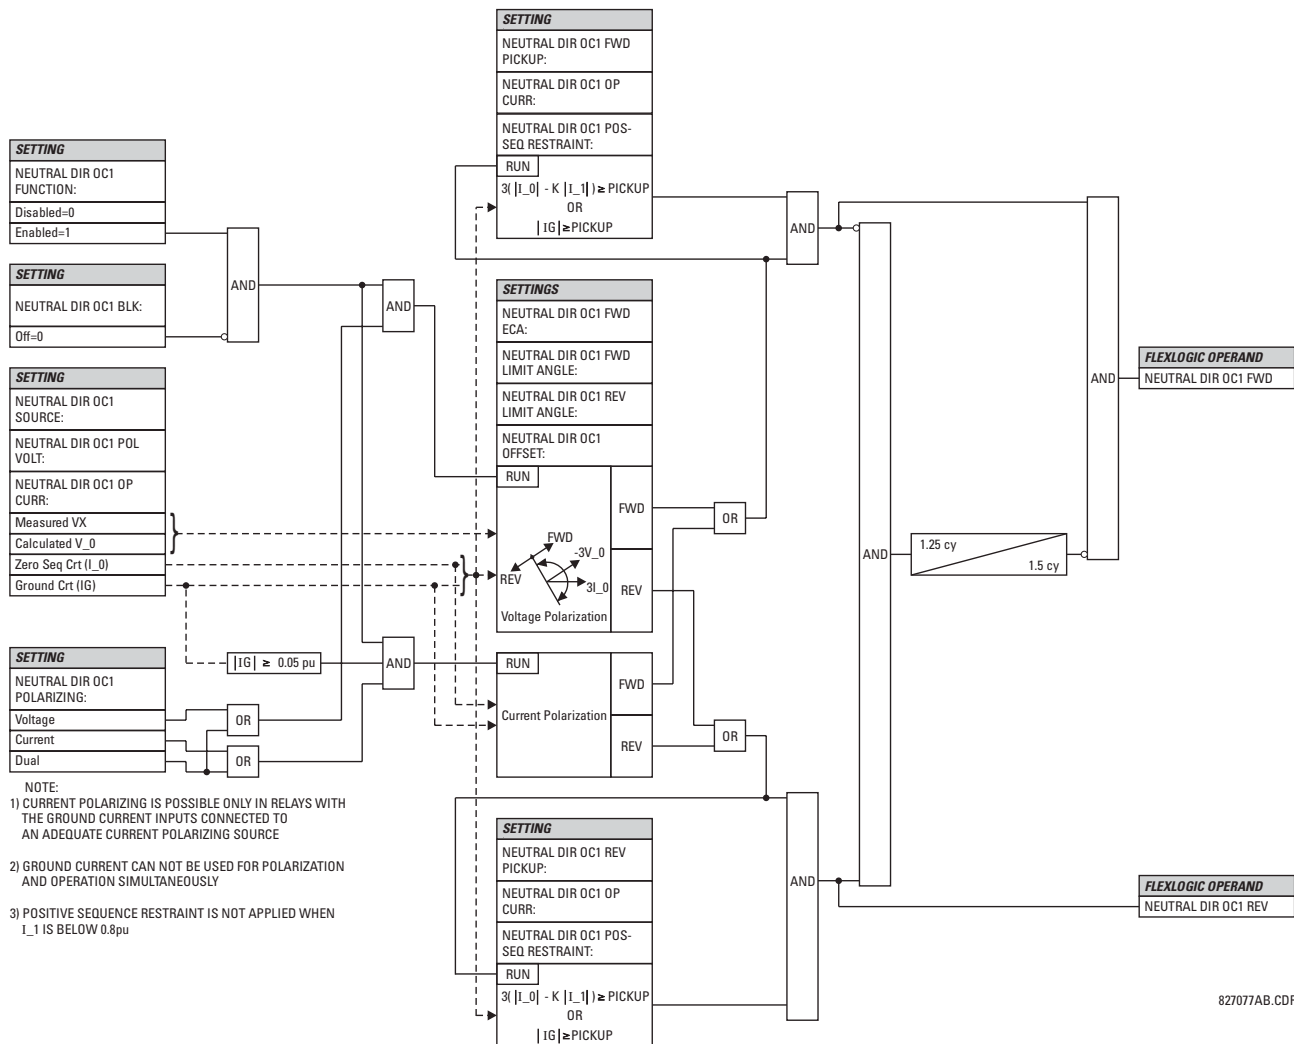 SETTING
NEUTRAL DIR OC1
FUNCTION:
Disabled=0
Enabled=1
SETTING
NEUTRAL DIR OC1 BLK:
Off=0
SETTING
NEUTRAL DIR OC1
SOURCE:
NEUTRAL DIR OC1 POL
VOLT:
NEUTRAL DIR OC1 OP
CURR:
Measured VX
Calculated V_0
Zero Seq Crt (I_0)
Ground Crt (IG)
SETTING
NEUTRAL DIR OC1
POLARIZING:
Voltage
Current
Dual
NOTE:
1) CURRENT POLARIZING IS POSSIBLE ONLY IN RELAYS WITH
THE GROUND CURRENT INPUTS CONNECTED TO
AN ADEQUATE CURRENT POLARIZING SOURCE
2) GROUND CURRENT CAN NOT BE USED FOR POLARIZATION
AND OPERATION SIMULTANEOUSLY
3) POSITIVE SEQUENCE RESTRAINT IS NOT APPLIED WHEN
I_1 IS BELOW 0.8pu
AND
OR
OR
|IG| ≥ 0.05 pu
AND
AND
SETTING
NEUTRAL DIR OC1 FWD
PICKUP:
NEUTRAL DIR OC1 OP
CURR:
NEUTRAL DIR OC1 POS-
SEQ RESTRAINT:
RUN
3( |I_0| - K |I_1| ) ≥ PICKUP
OR
|IG| ≥ PICKUP
SETTINGS
NEUTRAL DIR OC1 FWD
ECA:
NEUTRAL DIR OC1 FWD
LIMIT ANGLE:
NEUTRAL DIR OC1 REV
LIMIT ANGLE:
NEUTRAL DIR OC1
OFFSET:
RUN
FWD
REV
FWD
-3V_0
REV
3I_0
Voltage Polarization
RUN
FWD
Current Polarization
REV
SETTING
NEUTRAL DIR OC1 REV
PICKUP:
NEUTRAL DIR OC1 OP
CURR:
NEUTRAL DIR OC1 POS-
SEQ RESTRAINT:
RUN
3( |I_0| - K |I_1| ) ≥ PICKUP
OR
|IG| ≥ PICKUP
OR
OR
AND
AND
AND
1.25 cy
1.5 cy
AND
FLEXLOGIC OPERAND
NEUTRAL DIR OC1 FWD
FLEXLOGIC OPERAND
NEUTRAL DIR OC1 REV
827077AB.CDR